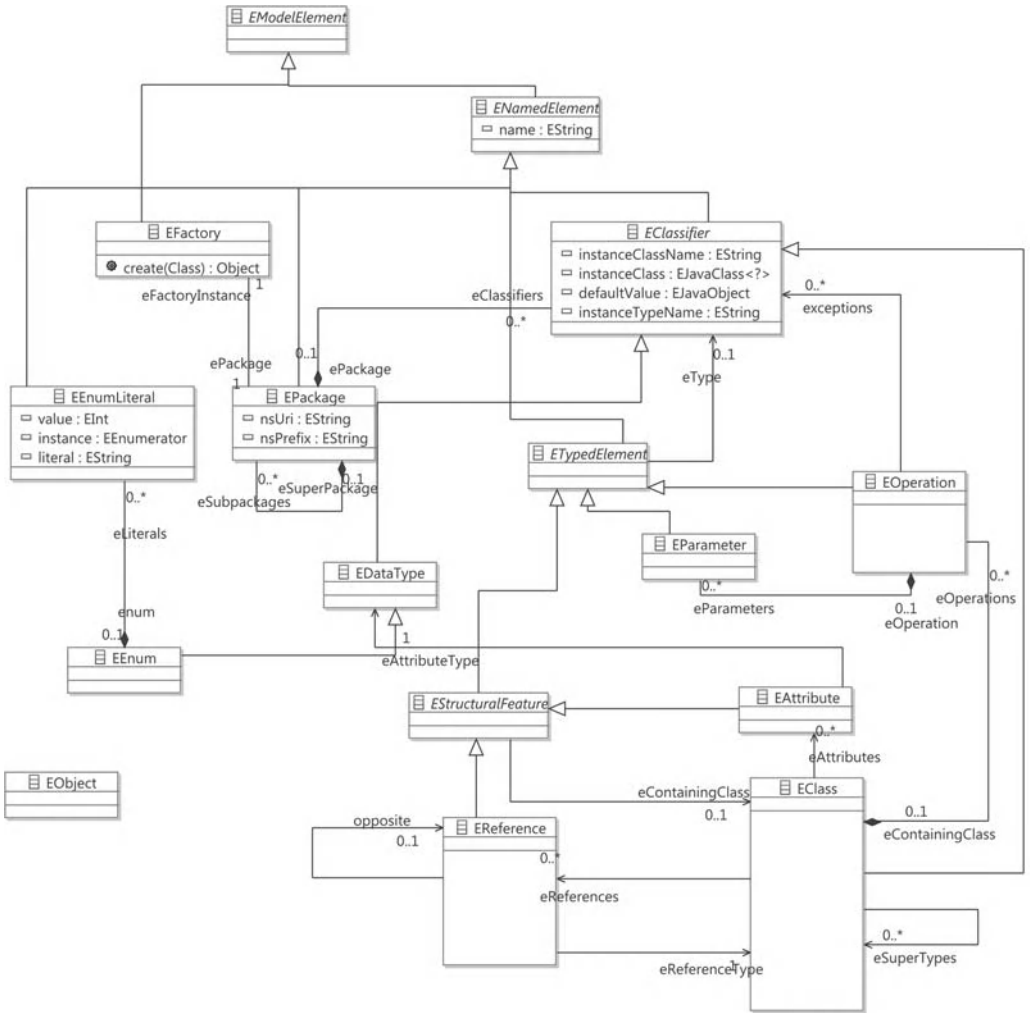 EModelElement
ENamedElement
name : EString
EFactory
create(Class) : Object
eFactoryInstance
1
EClassifier
instanceClassName : EString
instanceClass : EJavaClass<?>
defaultValue : EJavaObject
instanceTypeName : EString
eClassifiers
0..*
0..*
exceptions
ePackage
1
0..1
ePackage
0..1
eType
EEnumLiteral
value : EInt
instance : EEnumerator
literal : EString
EPackage
nsUri : EString
nsPrefix : EString
0..*
0..1
eSuperPackage
eSubpackages
ETypedElement
EOperation
0..*
eLiterals
EParameter
0..*
eParameters
0..1
eOperation
0..*
eOperations
EDataType
enum
0..1
EEnum
1
eAttributeType
EStructuralFeature
EAttribute
0..*
eAttributes
EObject
eContainingClass
0..1
EClass
0..1
eContainingClass
opposite
0..1
EReference
0..*
eReferences
0..*
eSuperTypes
eReferenceType
1